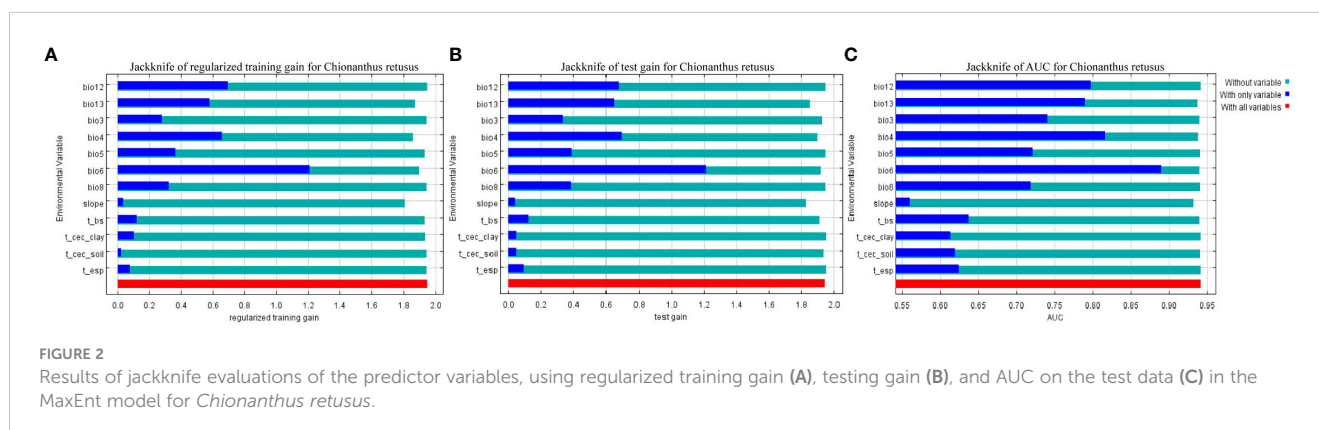 A
Jackknife of regularized training gain for Chionanthus retusus
Environmental Variable
bio12
bio13
bio3
bio4
bio5
bio6
bio8
slope
t_bs
t_cec_clay
t_cec_soil
t_esp
0.0 0.2 0.4 0.6 0.8 1.0 1.2 1.4 1.6 1.8 2.0
regularized training gain
B
Jackknife of test gain for Chionanthus retusus
Environmental Variable
bio12
bio13
bio3
bio4
bio5
bio6
bio8
slope
t_bs
t_cec_clay
t_cec_soil
t_esp
0.0 0.2 0.4 0.6 0.8 1.0 1.2 1.4 1.6 1.8 2.0
test gain
C
Jackknife of AUC for Chionanthus retusus
Environmental Variable
bio12
bio13
bio3
bio4
bio5
bio6
bio8
slope
t_bs
t_cec_clay
t_cec_soil
t_esp
0.55 0.60 0.65 0.70 0.75 0.80 0.85 0.90 0.95
AUC
Without variable
With only variable
With all variables
FIGURE 2
Results of jackknife evaluations of the predictor variables, using regularized training gain (A), testing gain (B), and AUC on the test data (C) in the
MaxEnt model for Chionanthus retusus.